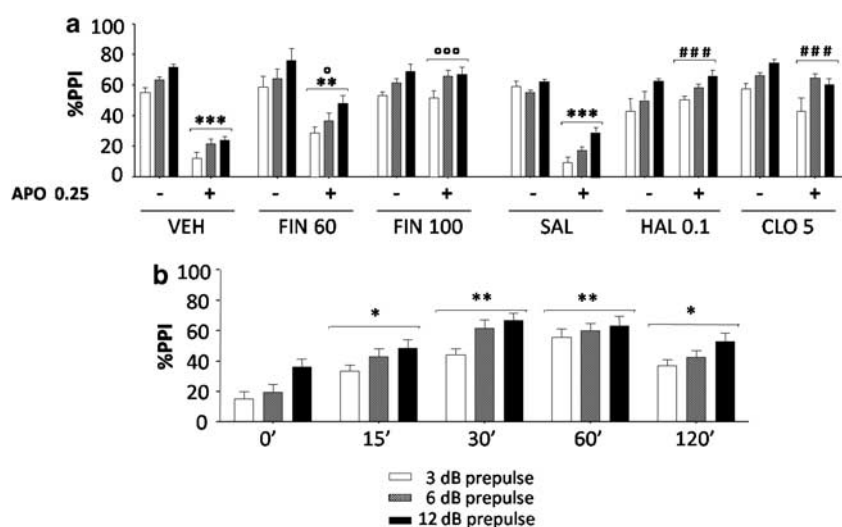 a
%PPI
100
80
60
40
20
0
*** ¤ ** ¤¤¤ *** ### ###
APO 0.25 - + - + - + - + - + - +
VEH FIN 60 FIN 100 SAL HAL 0.1 CLO 5
b
%PPI
100
80
60
40
20
0
* ** ** *
0’ 15’ 30’ 60’ 120’
3 dB prepulse
6 dB prepulse
12 dB prepulse